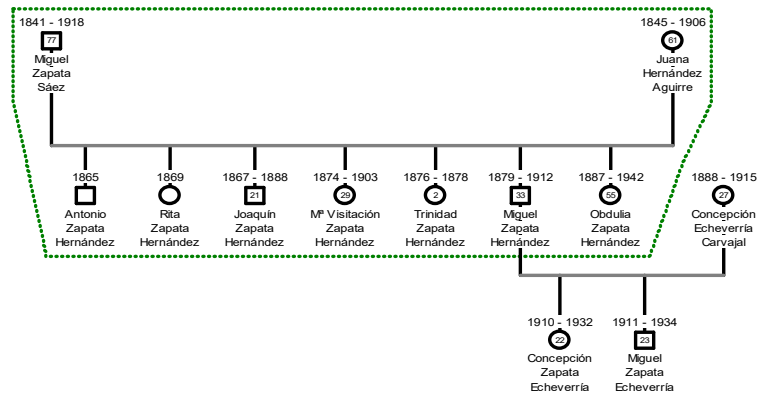 1841 - 1918
77
Miguel
Zapata
Sáez
1845 - 1906
61
Juana
Hernández
Aguirre
1865
Antonio
Zapata
Hernández
1869
Rita
Zapata
Hernández
1867 - 1888
21
Joaquín
Zapata
Hernández
1874 - 1903
29
Mª Visitación
Zapata
Hernández
1876 - 1878
2
Trinidad
Zapata
Hernández
1879 - 1912
33
Miguel
Zapata
Hernández
1887 - 1942
55
Obdulia
Zapata
Hernández
1888 - 1915
27
Concepción
Echeverría
Carvajal
1910 - 1932
22
Concepción
Zapata
Echeverría
1911 - 1934
23
Miguel
Zapata
Echeverría